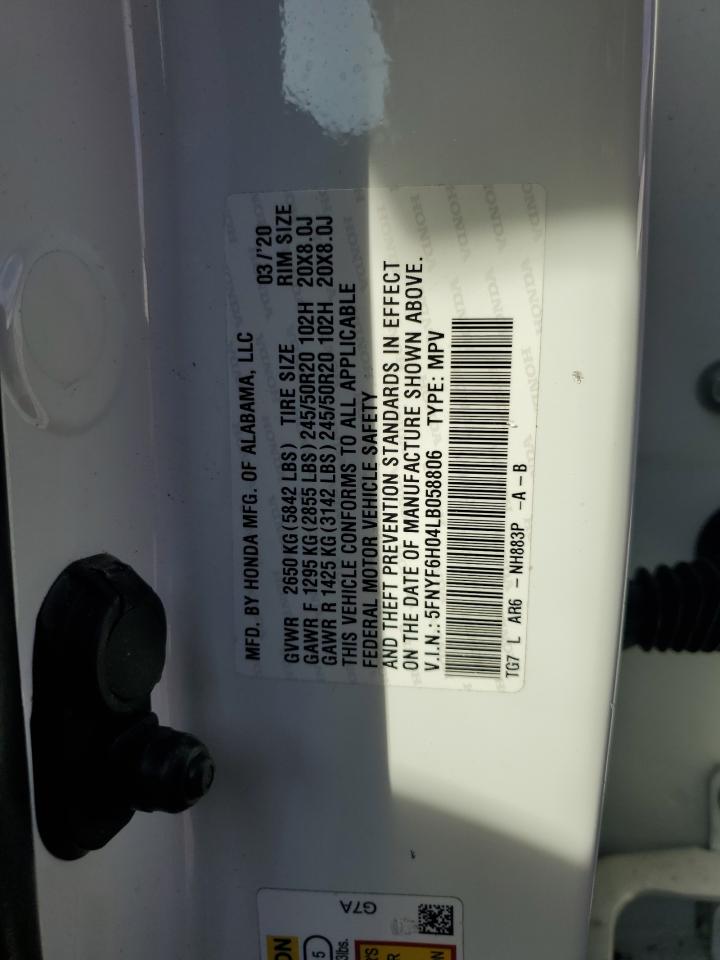 MFD. BY HONDA MFG. OF ALABAMA, LLC 03/'20
GVWR 2650 KG(5842 LBS) TIRE SIZE RIM SIZE
GAWR F 1295 KG(2855 LBS)245/50R20 102H 20X8.0J
GAWR R 1425 KG(3142 LBS)245/50R20 102H 20X8.0J
THIS VEHICLE CONFORMS TO ALL APPLICABLE
FEDERAL MOTOR VEHICLE SAFETY
AND THEFT PREVENTION STANDARDS IN EFFECT
ON THE DATE OF MANUFACTURE SHOWN ABOVE.
V.I.N.: 5FNYF6H04LB058806 TYPE: MPV
TG7 L AR6 -NH883P -A -B
G7A
5